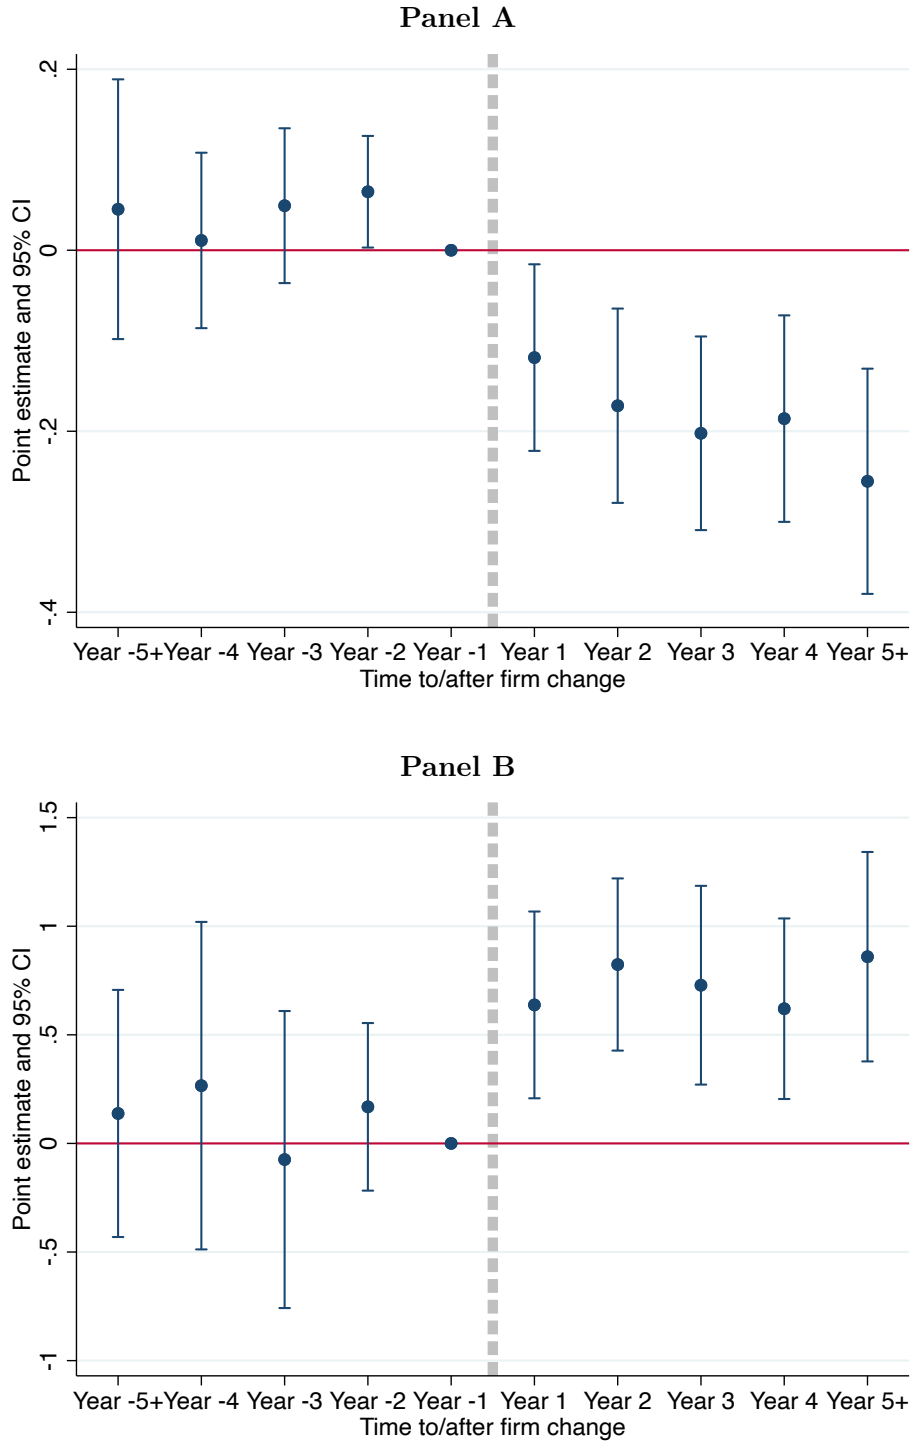 Panel A
Point estimate and 95% CI
.2
0
-.2
-.4
Year -5+ Year -4 Year -3 Year -2 Year -1 Year 1 Year 2 Year 3 Year 4 Year 5+
Time to/after firm change
Panel B
Point estimate and 95% CI
1.5
1
.5
0
-.5
-1
Year -5+ Year -4 Year -3 Year -2 Year -1 Year 1 Year 2 Year 3 Year 4 Year 5+
Time to/after firm change